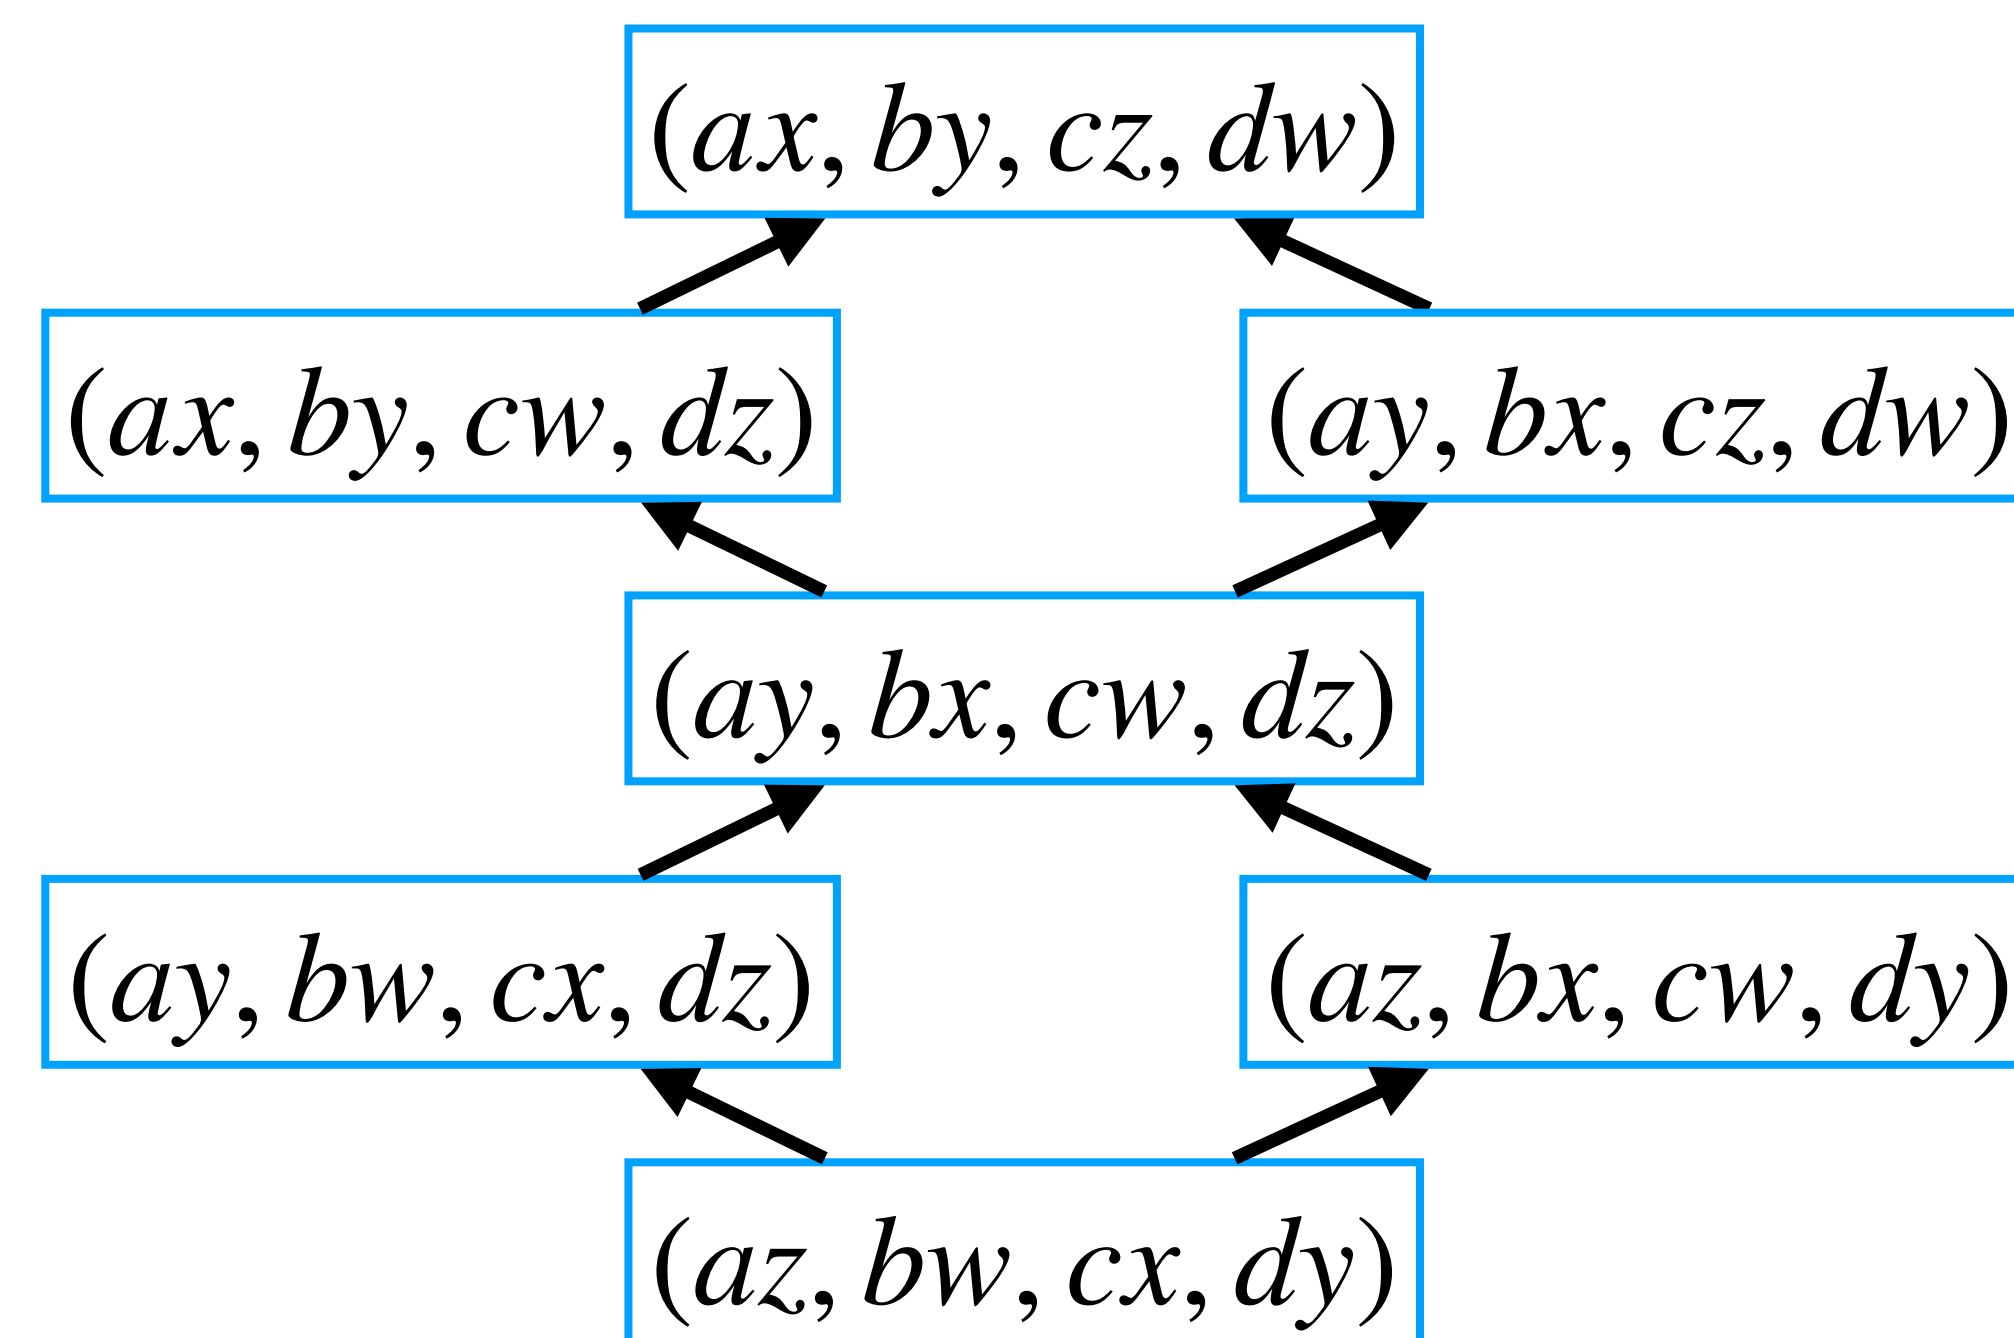 (ax, by, cz, dw)
(ax, by, cw, dz)
(ay, bx, cz, dw)
(ay, bx, cw, dz)
(ay, bw, cx, dz)
(az, bx, cw, dy)
(az, bw, cx, dy)